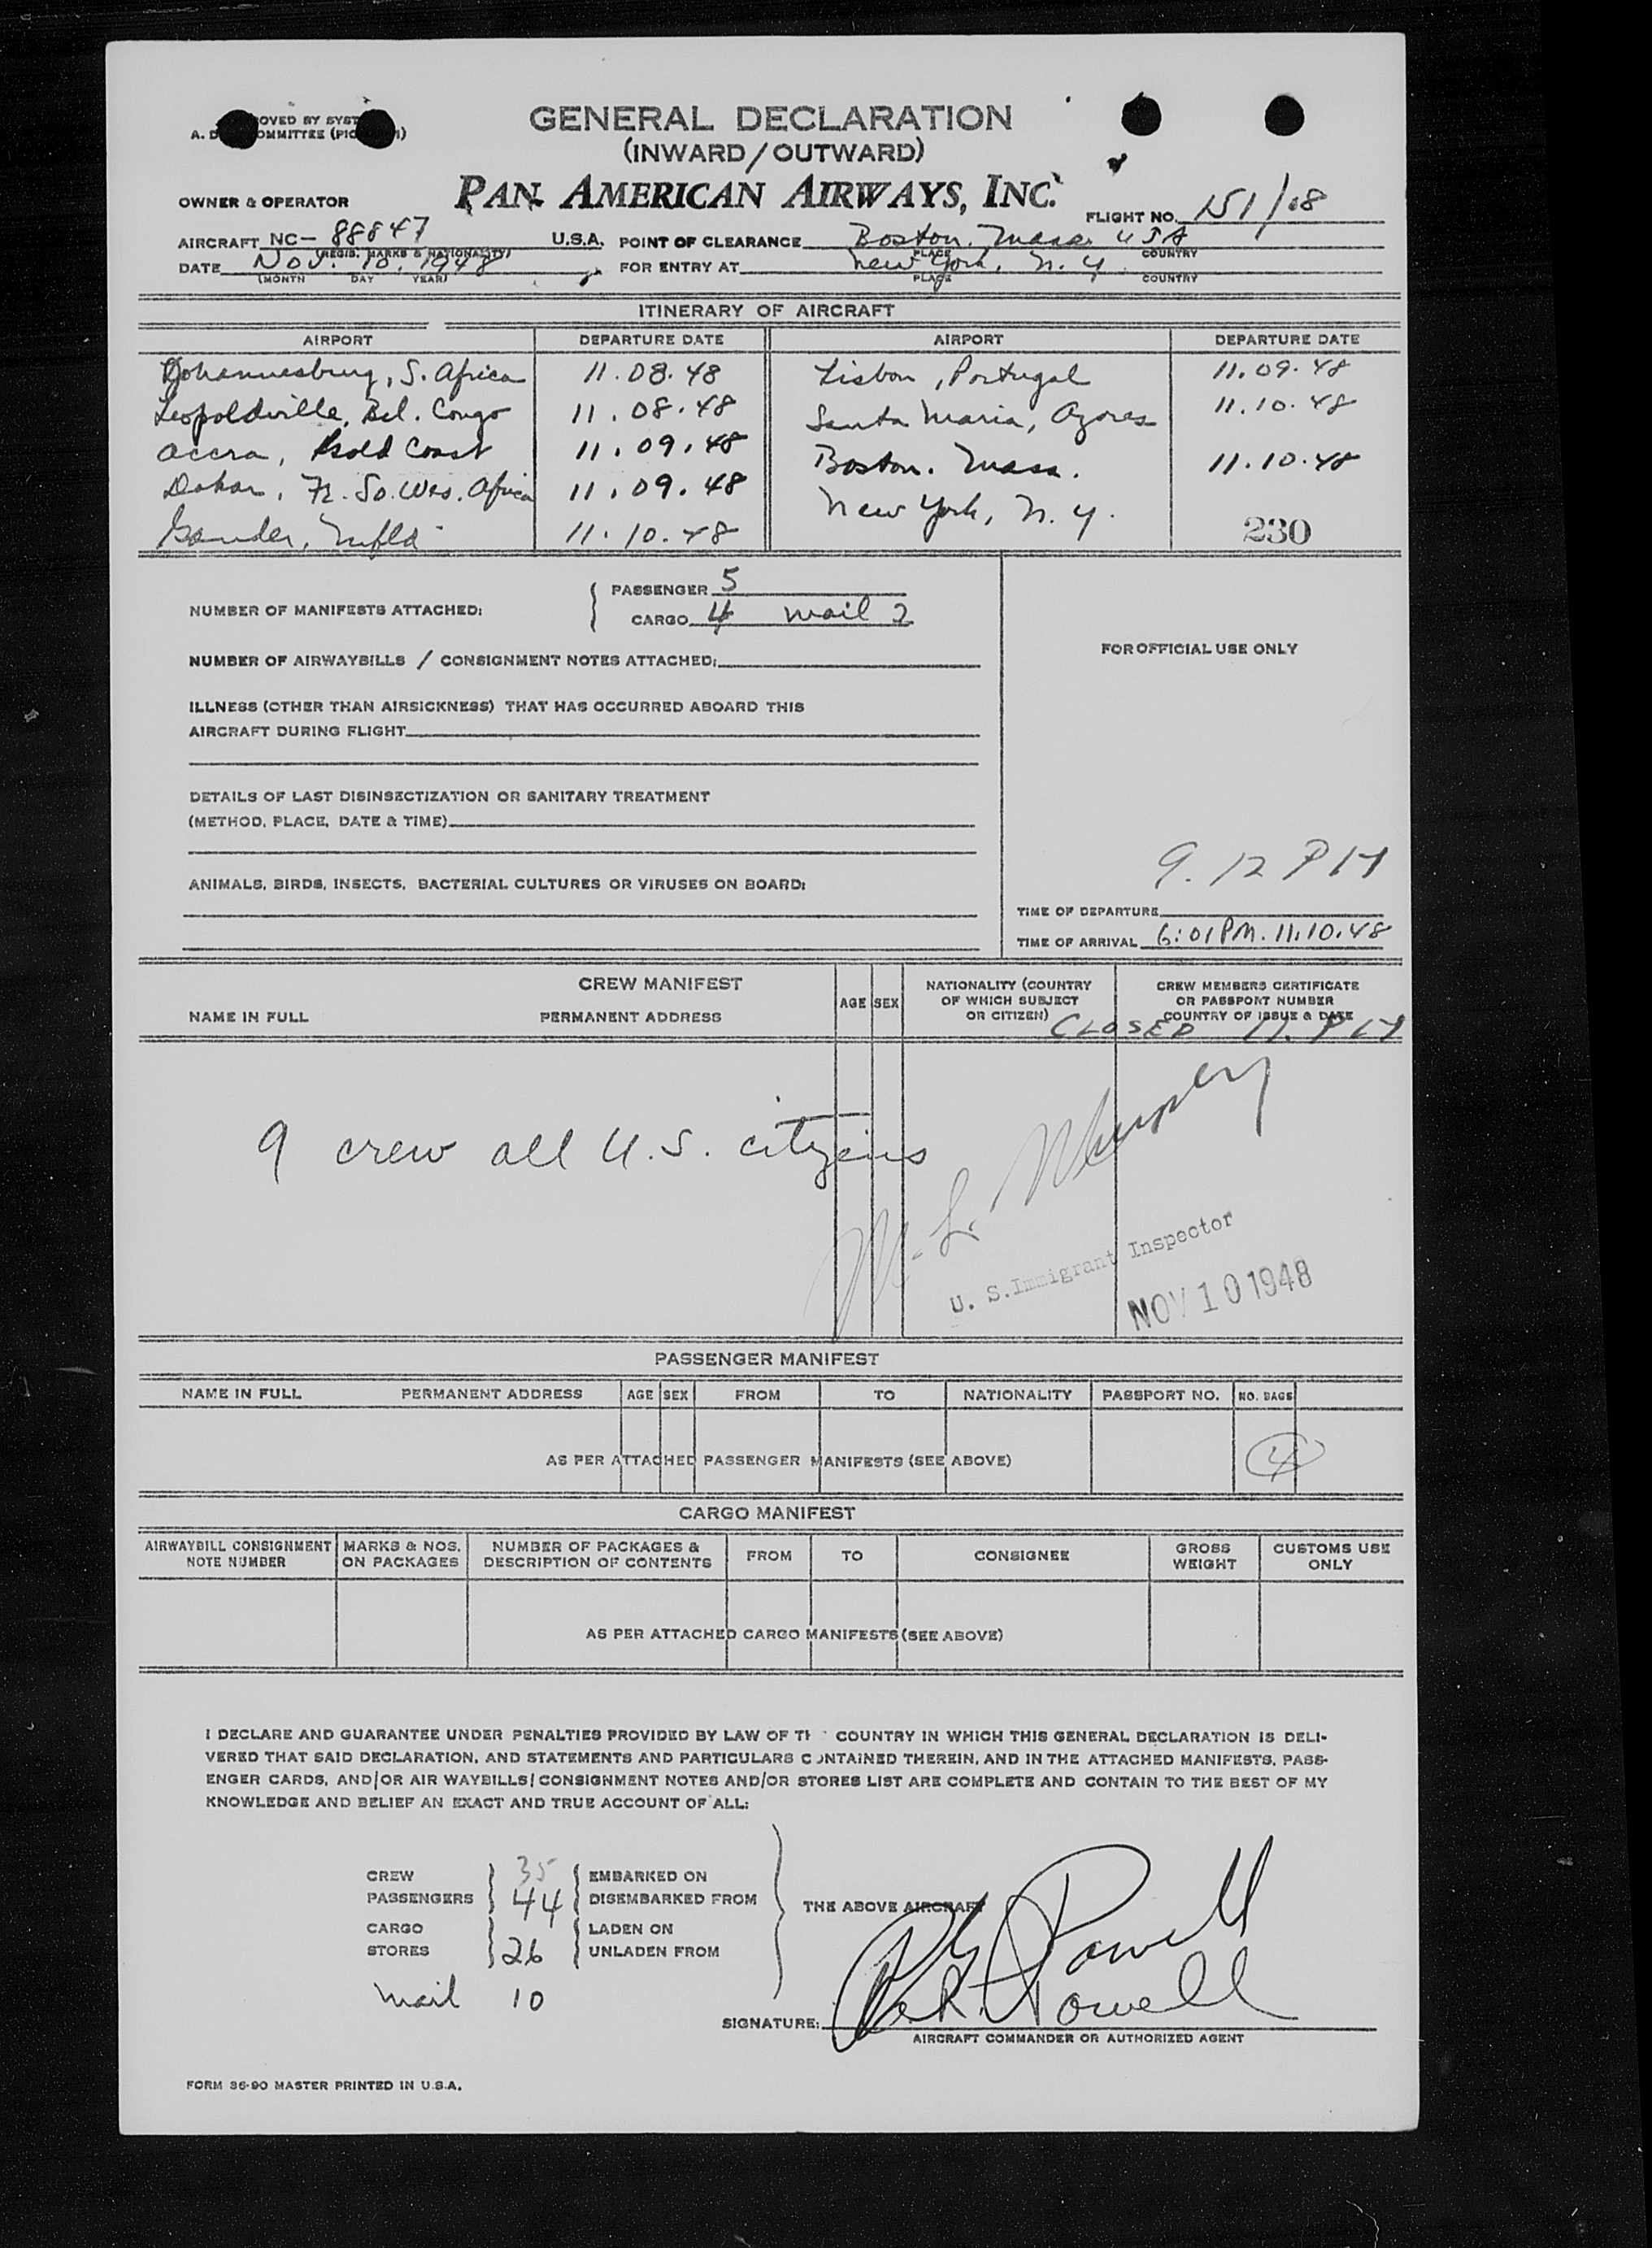 GENERAL DECLARATION
(INWARD/OUTWARD)
PAN AMERICAN AIRWAYS, INC.
OWNER & OPERATOR
FLIGHT NO. 151/
AIRCRAFT NC- 88847 U.S.A. POINT OF CLEARANCE Boston, Mass. USA
(REGIS. MARKS & NATIONALITY) PLACE COUNTRY
DATE Nov. 10, 1948 FOR ENTRY AT New York, N.Y.
(MONTH DAY YEAR) PLACE COUNTRY
ITINERARY OF AIRCRAFT
AIRPORT DEPARTURE DATE AIRPORT DEPARTURE DATE
Johannesburg, S. Africa 11.08.48 Lisbon, Portugal 11.09.48
Leopoldville, Bel. Congo 11.08.48 Santa Maria, Azores 11.10.48
Accra, Gold Coast 11.09.48 Boston. Mass. 11.10.48
Dakar, Fr. So. Wes. Africa 11.09.48 New York, N.Y.
Gander, Nfld 11.10.48 230
NUMBER OF MANIFESTS ATTACHED: PASSENGER 5
CARGO 4 mail 2
FOR OFFICIAL USE ONLY
NUMBER OF AIRWAYBILLS / CONSIGNMENT NOTES ATTACHED:
ILLNESS (OTHER THAN AIRSICKNESS) THAT HAS OCCURRED ABOARD THIS
AIRCRAFT DURING FLIGHT
DETAILS OF LAST DISINSECTIZATION OR SANITARY TREATMENT
(METHOD, PLACE, DATE & TIME)
ANIMALS, BIRDS, INSECTS, BACTERIAL CULTURES OR VIRUSES ON BOARD:
9.12 PM
TIME OF DEPARTURE
TIME OF ARRIVAL 6:01 PM. 11.10.48
CREW MANIFEST
NAME IN FULL PERMANENT ADDRESS AGE SEX
NATIONALITY (COUNTRY
OF WHICH SUBJECT
OR CITIZEN)
CREW MEMBERS CERTIFICATE
OR PASSPORT NUMBER
COUNTRY OF ISSUE & DATE
CLOSED 11. PM
9 crew all U.S. citizens
M. L. Murphy
U. S. Immigrant Inspector
NOV 10 1948
PASSENGER MANIFEST
NAME IN FULL PERMANENT ADDRESS AGE SEX FROM TO NATIONALITY PASSPORT NO. NO. BAGS
AS PER ATTACHED PASSENGER MANIFESTS (SEE ABOVE) 4
CARGO MANIFEST
AIRWAYBILL CONSIGNMENT
NOTE NUMBER
MARKS & NOS.
ON PACKAGES
NUMBER OF PACKAGES &
DESCRIPTION OF CONTENTS
FROM TO CONSIGNEE
GROSS
WEIGHT
CUSTOMS USE
ONLY
AS PER ATTACHED CARGO MANIFESTS (SEE ABOVE)
I DECLARE AND GUARANTEE UNDER PENALTIES PROVIDED BY LAW OF COUNTRY IN WHICH THIS GENERAL DECLARATION IS DELI-
VERED THAT SAID DECLARATION, AND STATEMENTS AND PARTICULARS CONTAINED THEREIN, AND IN THE ATTACHED MANIFESTS, PASS-
ENGER CARDS, AND/OR AIR WAYBILLS/CONSIGNMENT NOTES AND/OR STORES LIST ARE COMPLETE AND CONTAIN TO THE BEST OF MY
KNOWLEDGE AND BELIEF AN EXACT AND TRUE ACCOUNT OF ALL:
CREW 35 EMBARKED ON
PASSENGERS 44 DISEMBARKED FROM
THE ABOVE AIRCRAFT
CARGO LADEN ON
STORES 26 UNLADEN FROM
Mail 10
Powell
R. Powell
SIGNATURE:
AIRCRAFT COMMANDER OR AUTHORIZED AGENT
FORM 36-90 MASTER PRINTED IN U.S.A.